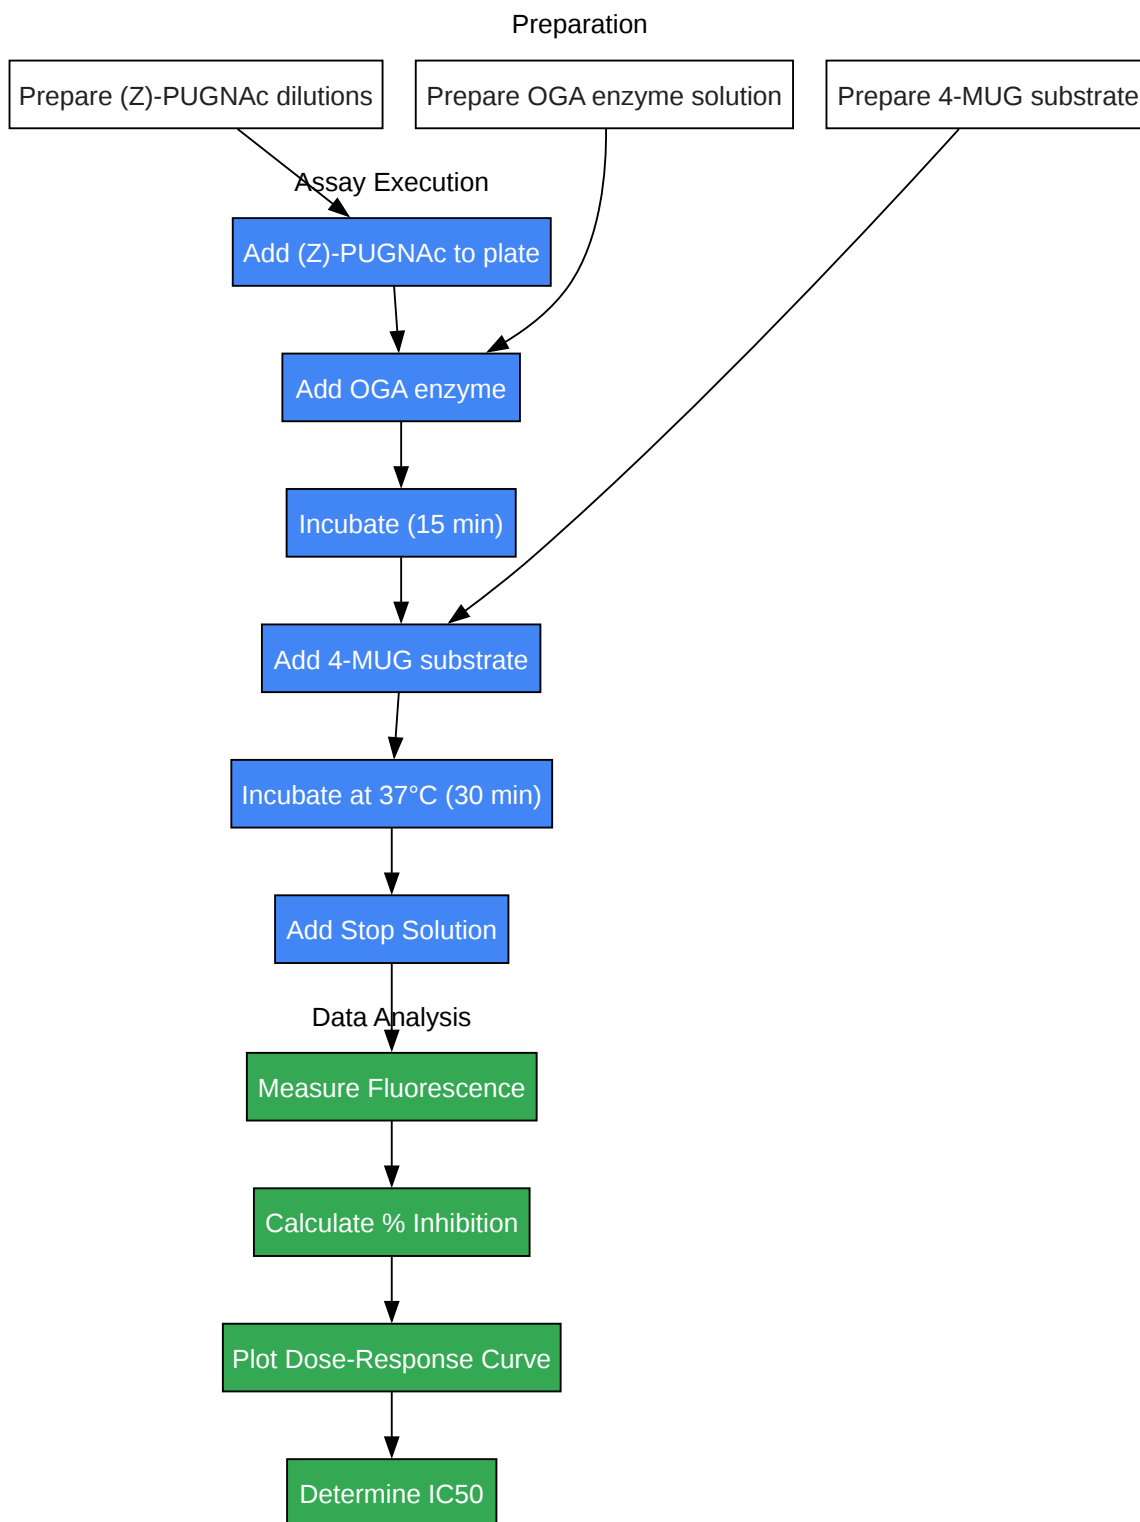 Preparation
Prepare (Z)-PUGNAc dilutions
Prepare OGA enzyme solution
Prepare 4-MUG substrate
Assay Execution
Add (Z)-PUGNAc to plate
Add OGA enzyme
Incubate (15 min)
Add 4-MUG substrate
Incubate at 37°C (30 min)
Add Stop Solution
Data Analysis
Measure Fluorescence
Calculate % Inhibition
Plot Dose-Response Curve
Determine IC50